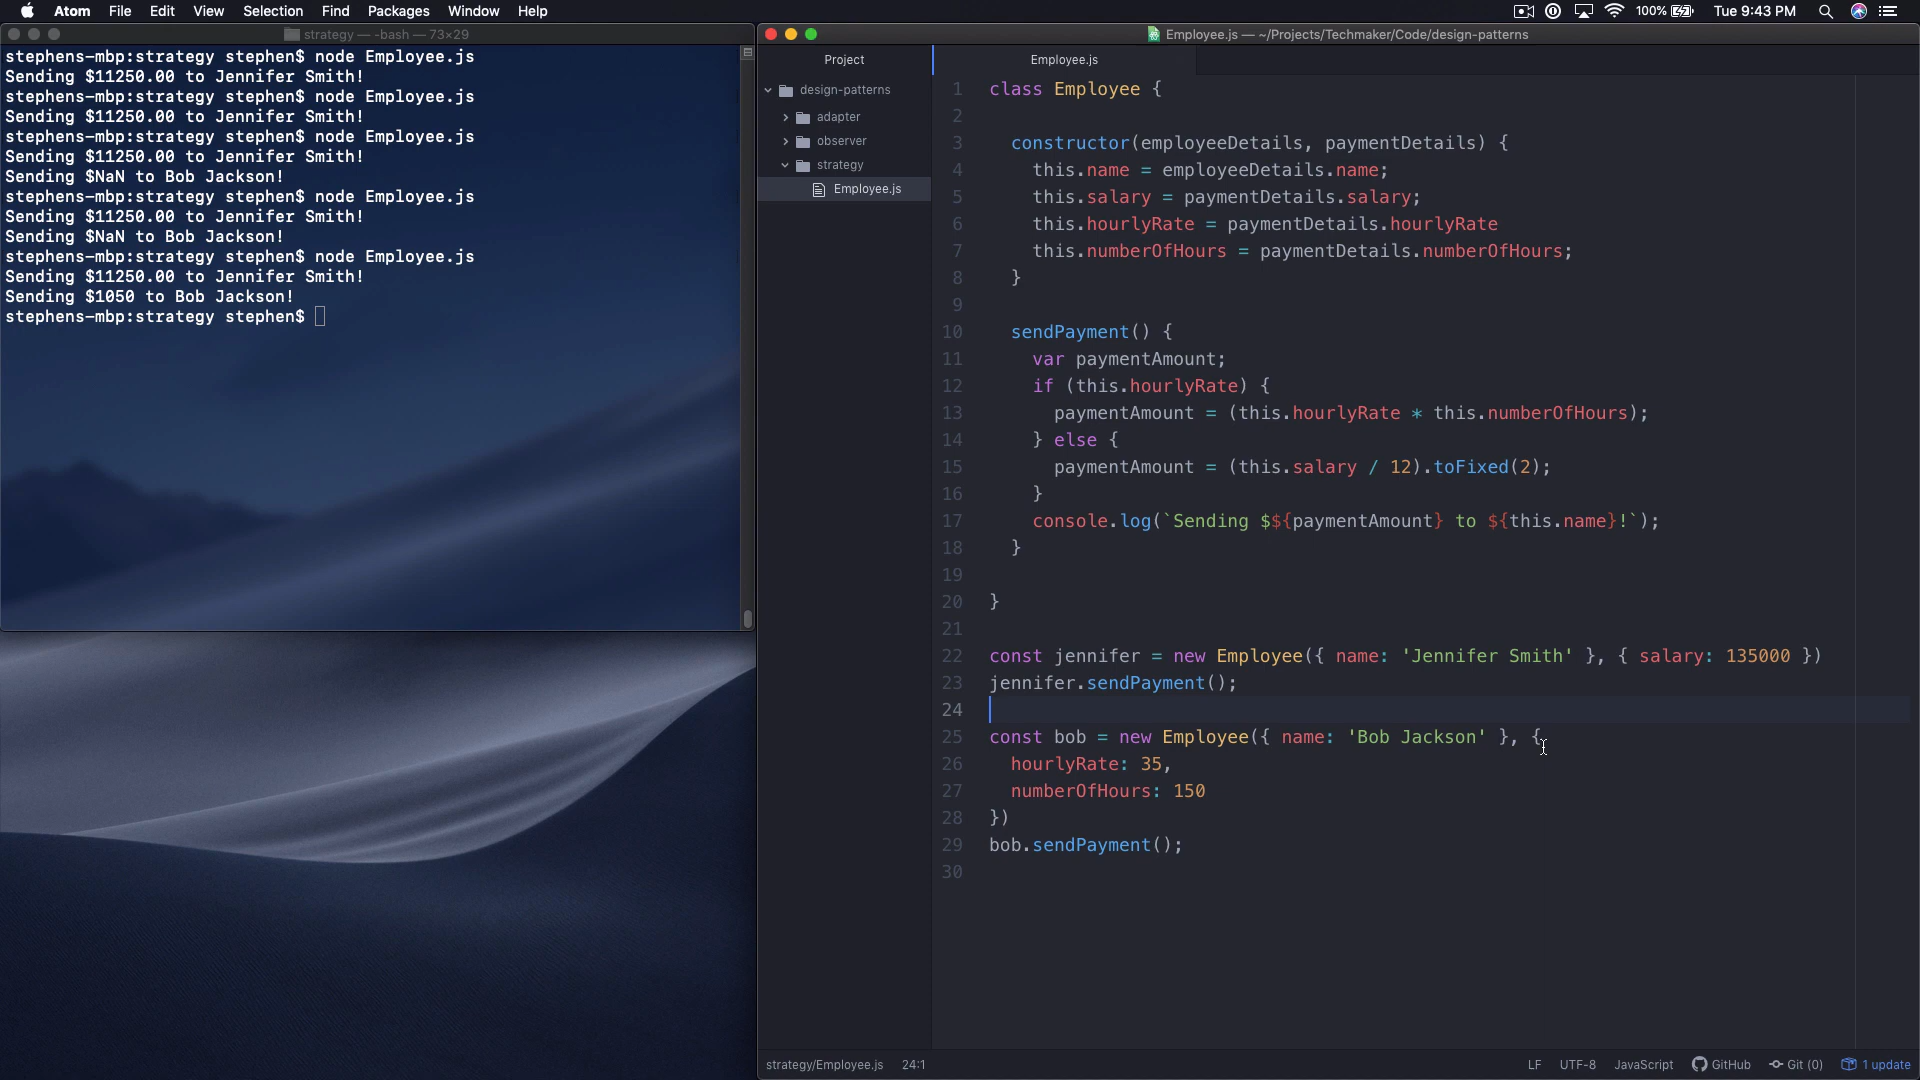 Atom File Edit View Selection Find Packages Window Help 100% Tue 9:43 PM
strategy — -bash — 73×29
stephens-mbp:strategy stephen$ node Employee.js
Sending $11250.00 to Jennifer Smith!
stephens-mbp:strategy stephen$ node Employee.js
Sending $11250.00 to Jennifer Smith!
stephens-mbp:strategy stephen$ node Employee.js
Sending $11250.00 to Jennifer Smith!
Sending $NaN to Bob Jackson!
stephens-mbp:strategy stephen$ node Employee.js
Sending $11250.00 to Jennifer Smith!
Sending $NaN to Bob Jackson!
stephens-mbp:strategy stephen$ node Employee.js
Sending $11250.00 to Jennifer Smith!
Sending $1050 to Bob Jackson!
stephens-mbp:strategy stephen$
Employee.js — ~/Projects/Techmaker/Code/design-patterns
Project
design-patterns
adapter
observer
strategy
Employee.js
Employee.js
1 class Employee {
2
3 constructor(employeeDetails, paymentDetails) {
4 this.name = employeeDetails.name;
5 this.salary = paymentDetails.salary;
6 this.hourlyRate = paymentDetails.hourlyRate
7 this.numberOfHours = paymentDetails.numberOfHours;
8 }
9
10 sendPayment() {
11 var paymentAmount;
12 if (this.hourlyRate) {
13 paymentAmount = (this.hourlyRate * this.numberOfHours);
14 } else {
15 paymentAmount = (this.salary / 12).toFixed(2);
16 }
17 console.log(`Sending $${paymentAmount} to ${this.name}!`);
18 }
19
20 }
21
22 const jennifer = new Employee({ name: 'Jennifer Smith' }, { salary: 135000 })
23 jennifer.sendPayment();
24
25 const bob = new Employee({ name: 'Bob Jackson' }, {
26 hourlyRate: 35,
27 numberOfHours: 150
28 })
29 bob.sendPayment();
30
strategy/Employee.js 24:1 LF UTF-8 JavaScript GitHub Git (0) 1 update